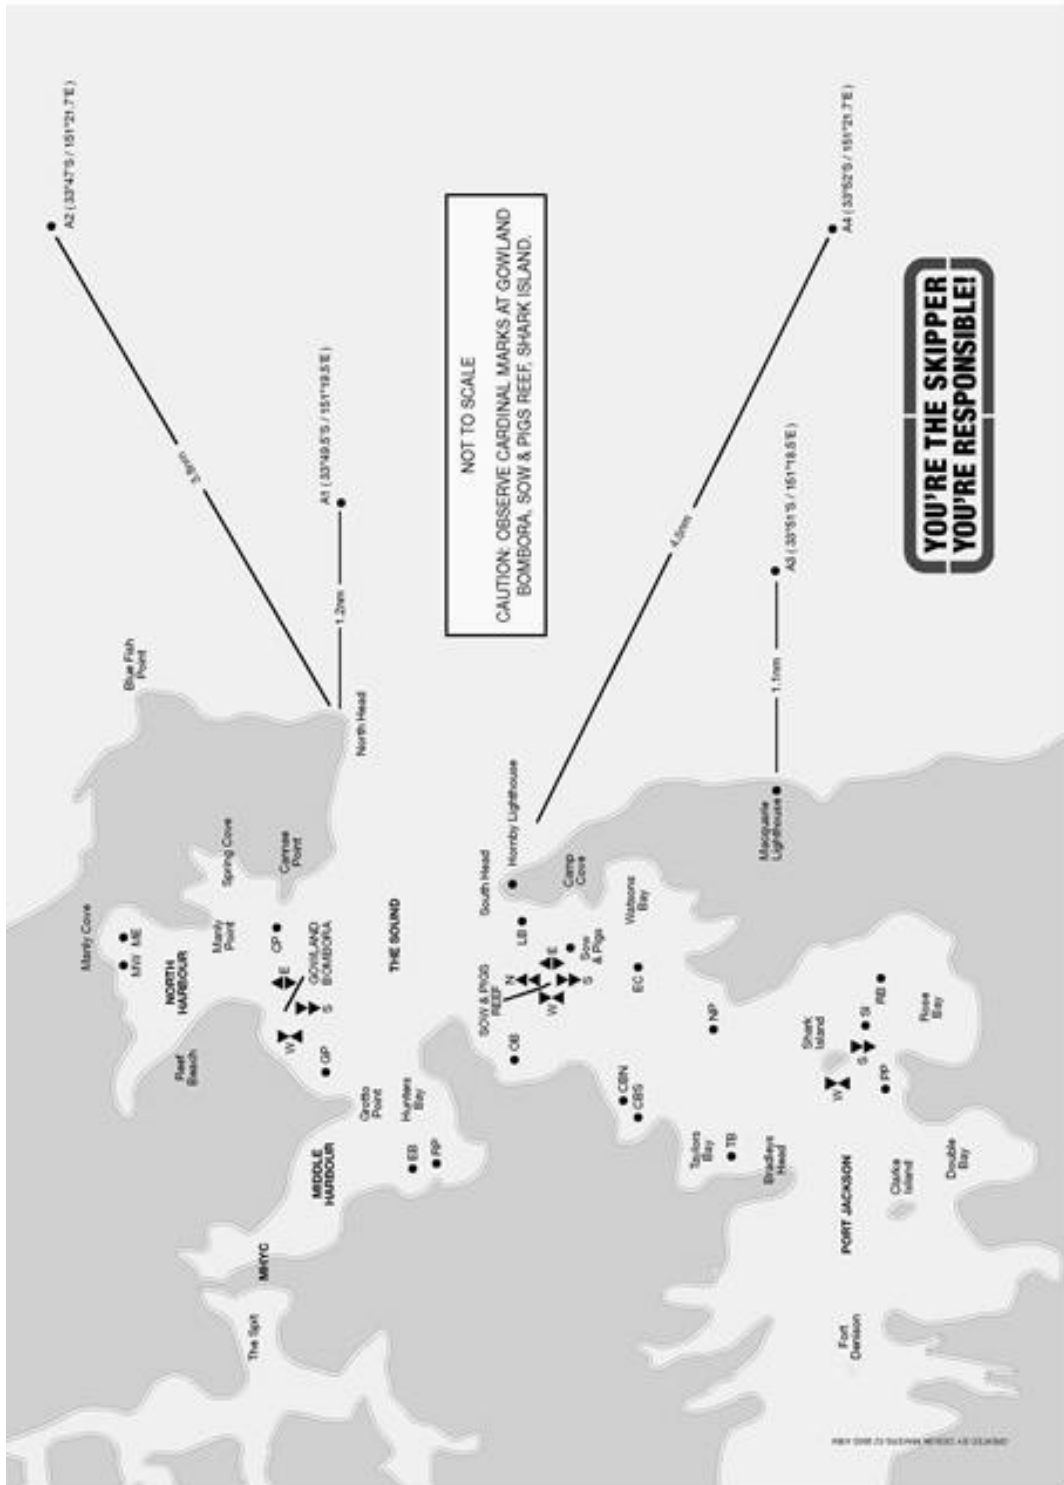 Manly Cove
MW
ME
NORTH
HARBOUR
Reef
Beach
Manly
Point
Spring Cove
Cannae
Point
Blue Fish
Point
North Head
CP
E
GOWLAND
BOMBORA
S
W
GP
Grotto
Point
Hunters
Bay
EB
RP
MIDDLE
HARBOUR
MHYC
The Spit
THE SOUND
A2 ( 33°47'S / 151°21.7'E )
3.8nm
A1 ( 33°49.5'S / 151°19.5'E )
1.2nm
NOT TO SCALE
CAUTION: OBSERVE CARDINAL MARKS AT GOWLAND
BOMBORA, SOW & PIGS REEF, SHARK ISLAND.
South Head
Hornby Lighthouse
LB
Camp
Cove
SOW & PIGS
REEF
N
E
W
S
Sow
& Pigs
OB
Watsons
Bay
EC
CBN
CBS
NP
Taylors
Bay
TB
Bradleys
Head
4.5nm
A4 ( 33°52'S / 151°21.7'E )
Macquarie
Lighthouse
1.1nm
A3 ( 33°51'S / 151°18.5'E )
Shark
Island
W
S
SI
RB
PP
Rose
Bay
PORT JACKSON
Clarke
Island
Double
Bay
Fort
Denison
YOU'RE THE SKIPPER
YOU'RE RESPONSIBLE!